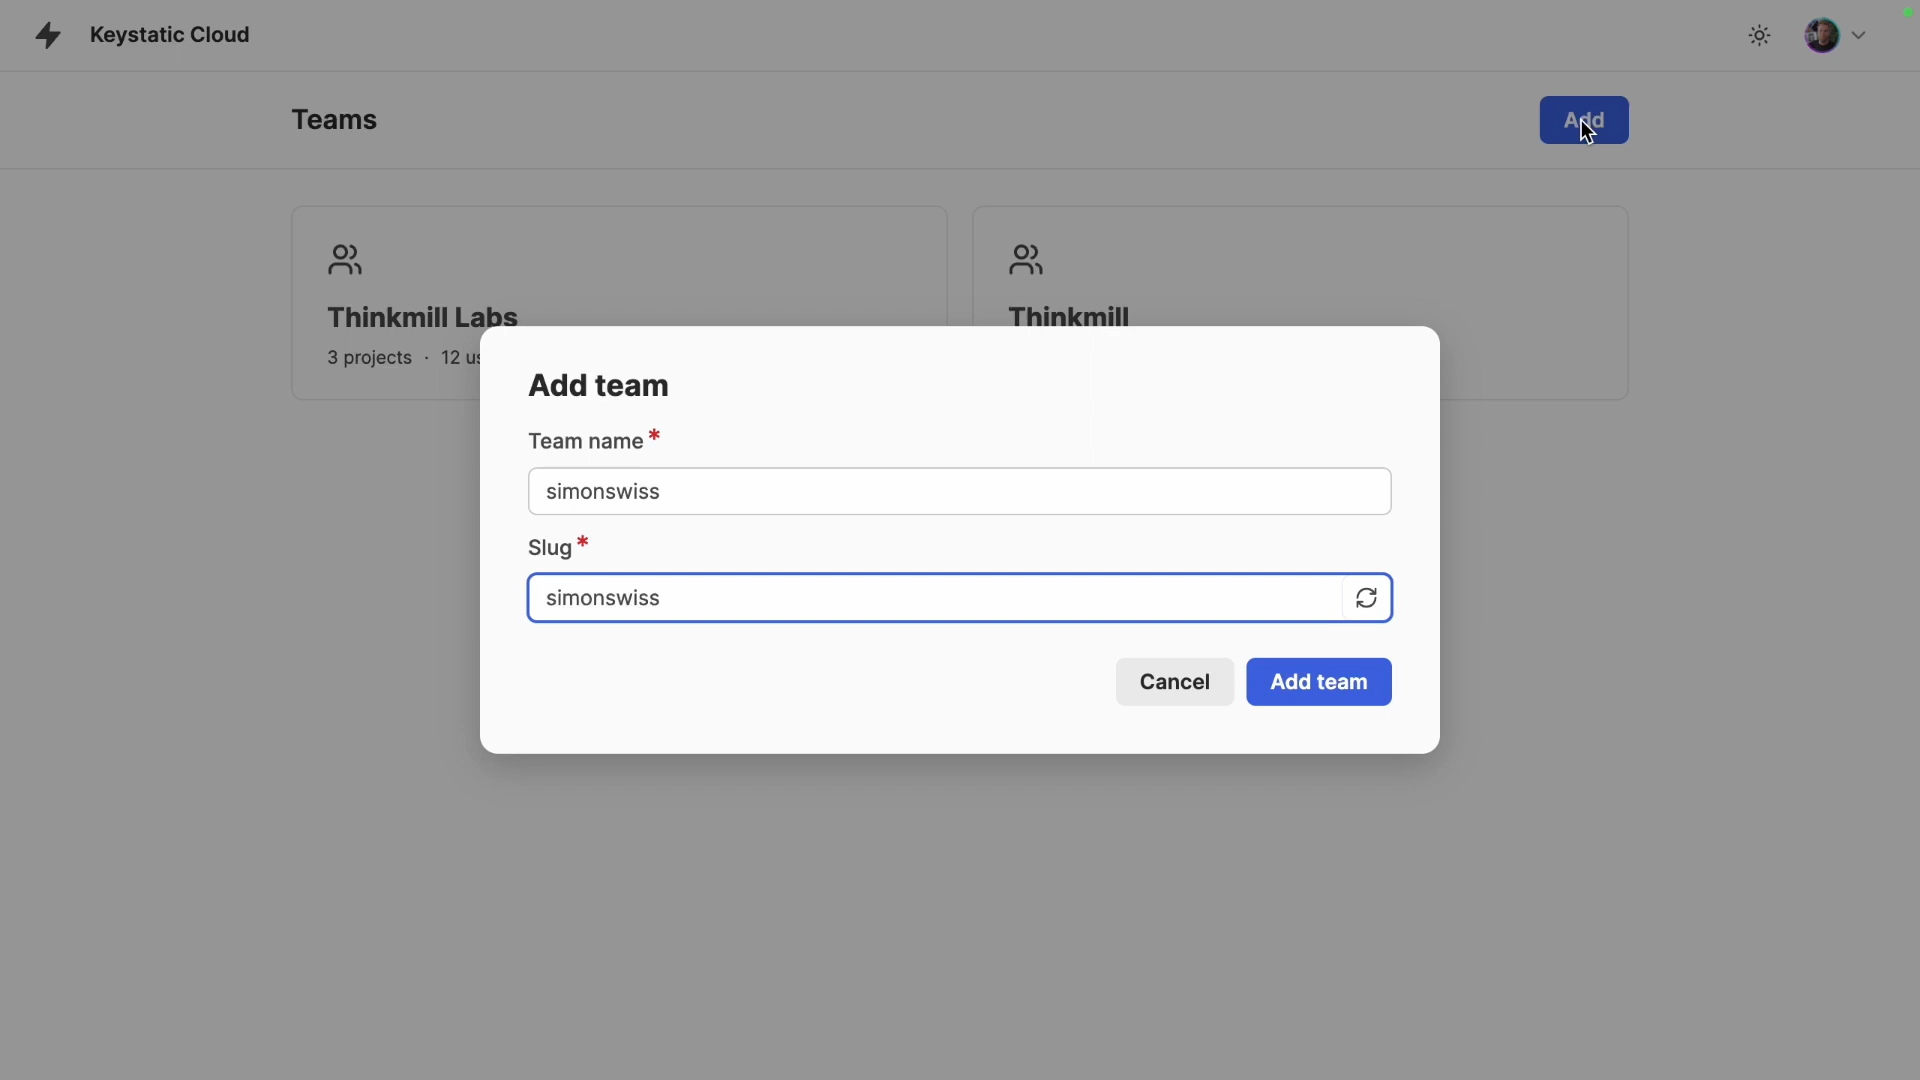 Keystatic Cloud
Teams
Add
Thinkmill Labs
3 projects · 12
Thinkmill
Add team
Team name *
simonswiss
Slug *
simonswiss
Cancel
Add team